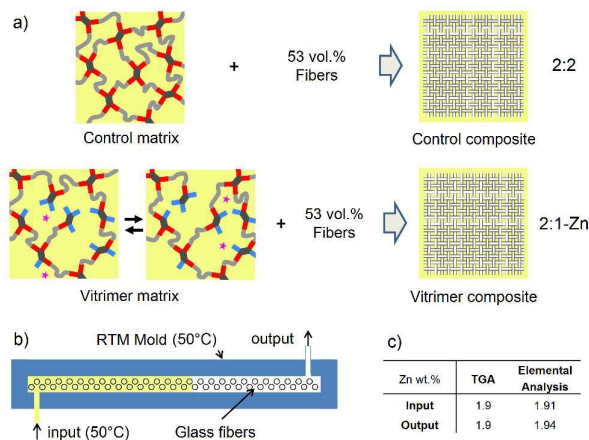 a)
+
53 vol.%
Fibers
2:2
Control matrix
Control composite
+
53 vol.%
Fibers
2:1-Zn
Vitrimer matrix
Vitrimer composite
b)
RTM Mold (50°C)
output
input (50°C)
Glass fibers
c)
Zn wt.% TGA Elemental
Analysis
Input 1.9 1.91
Output 1.9 1.94